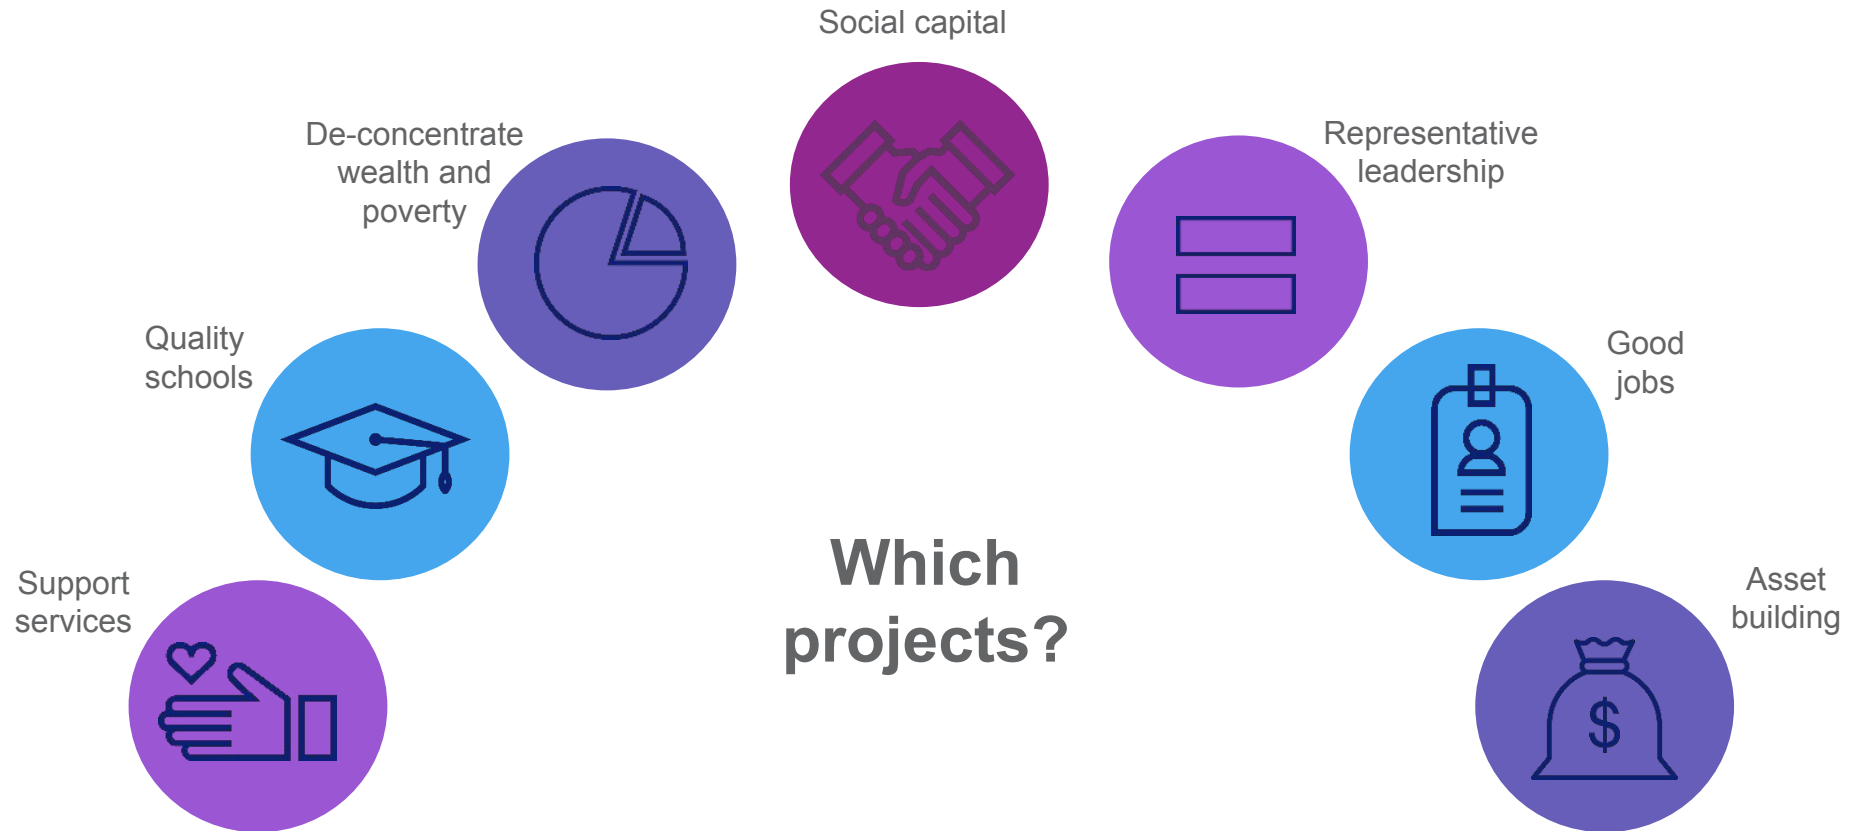 Social capital
De-concentrate
wealth and
poverty
Representative
leadership
Quality
schools
Good
jobs
Support
services
Asset
building
Which
projects?
$